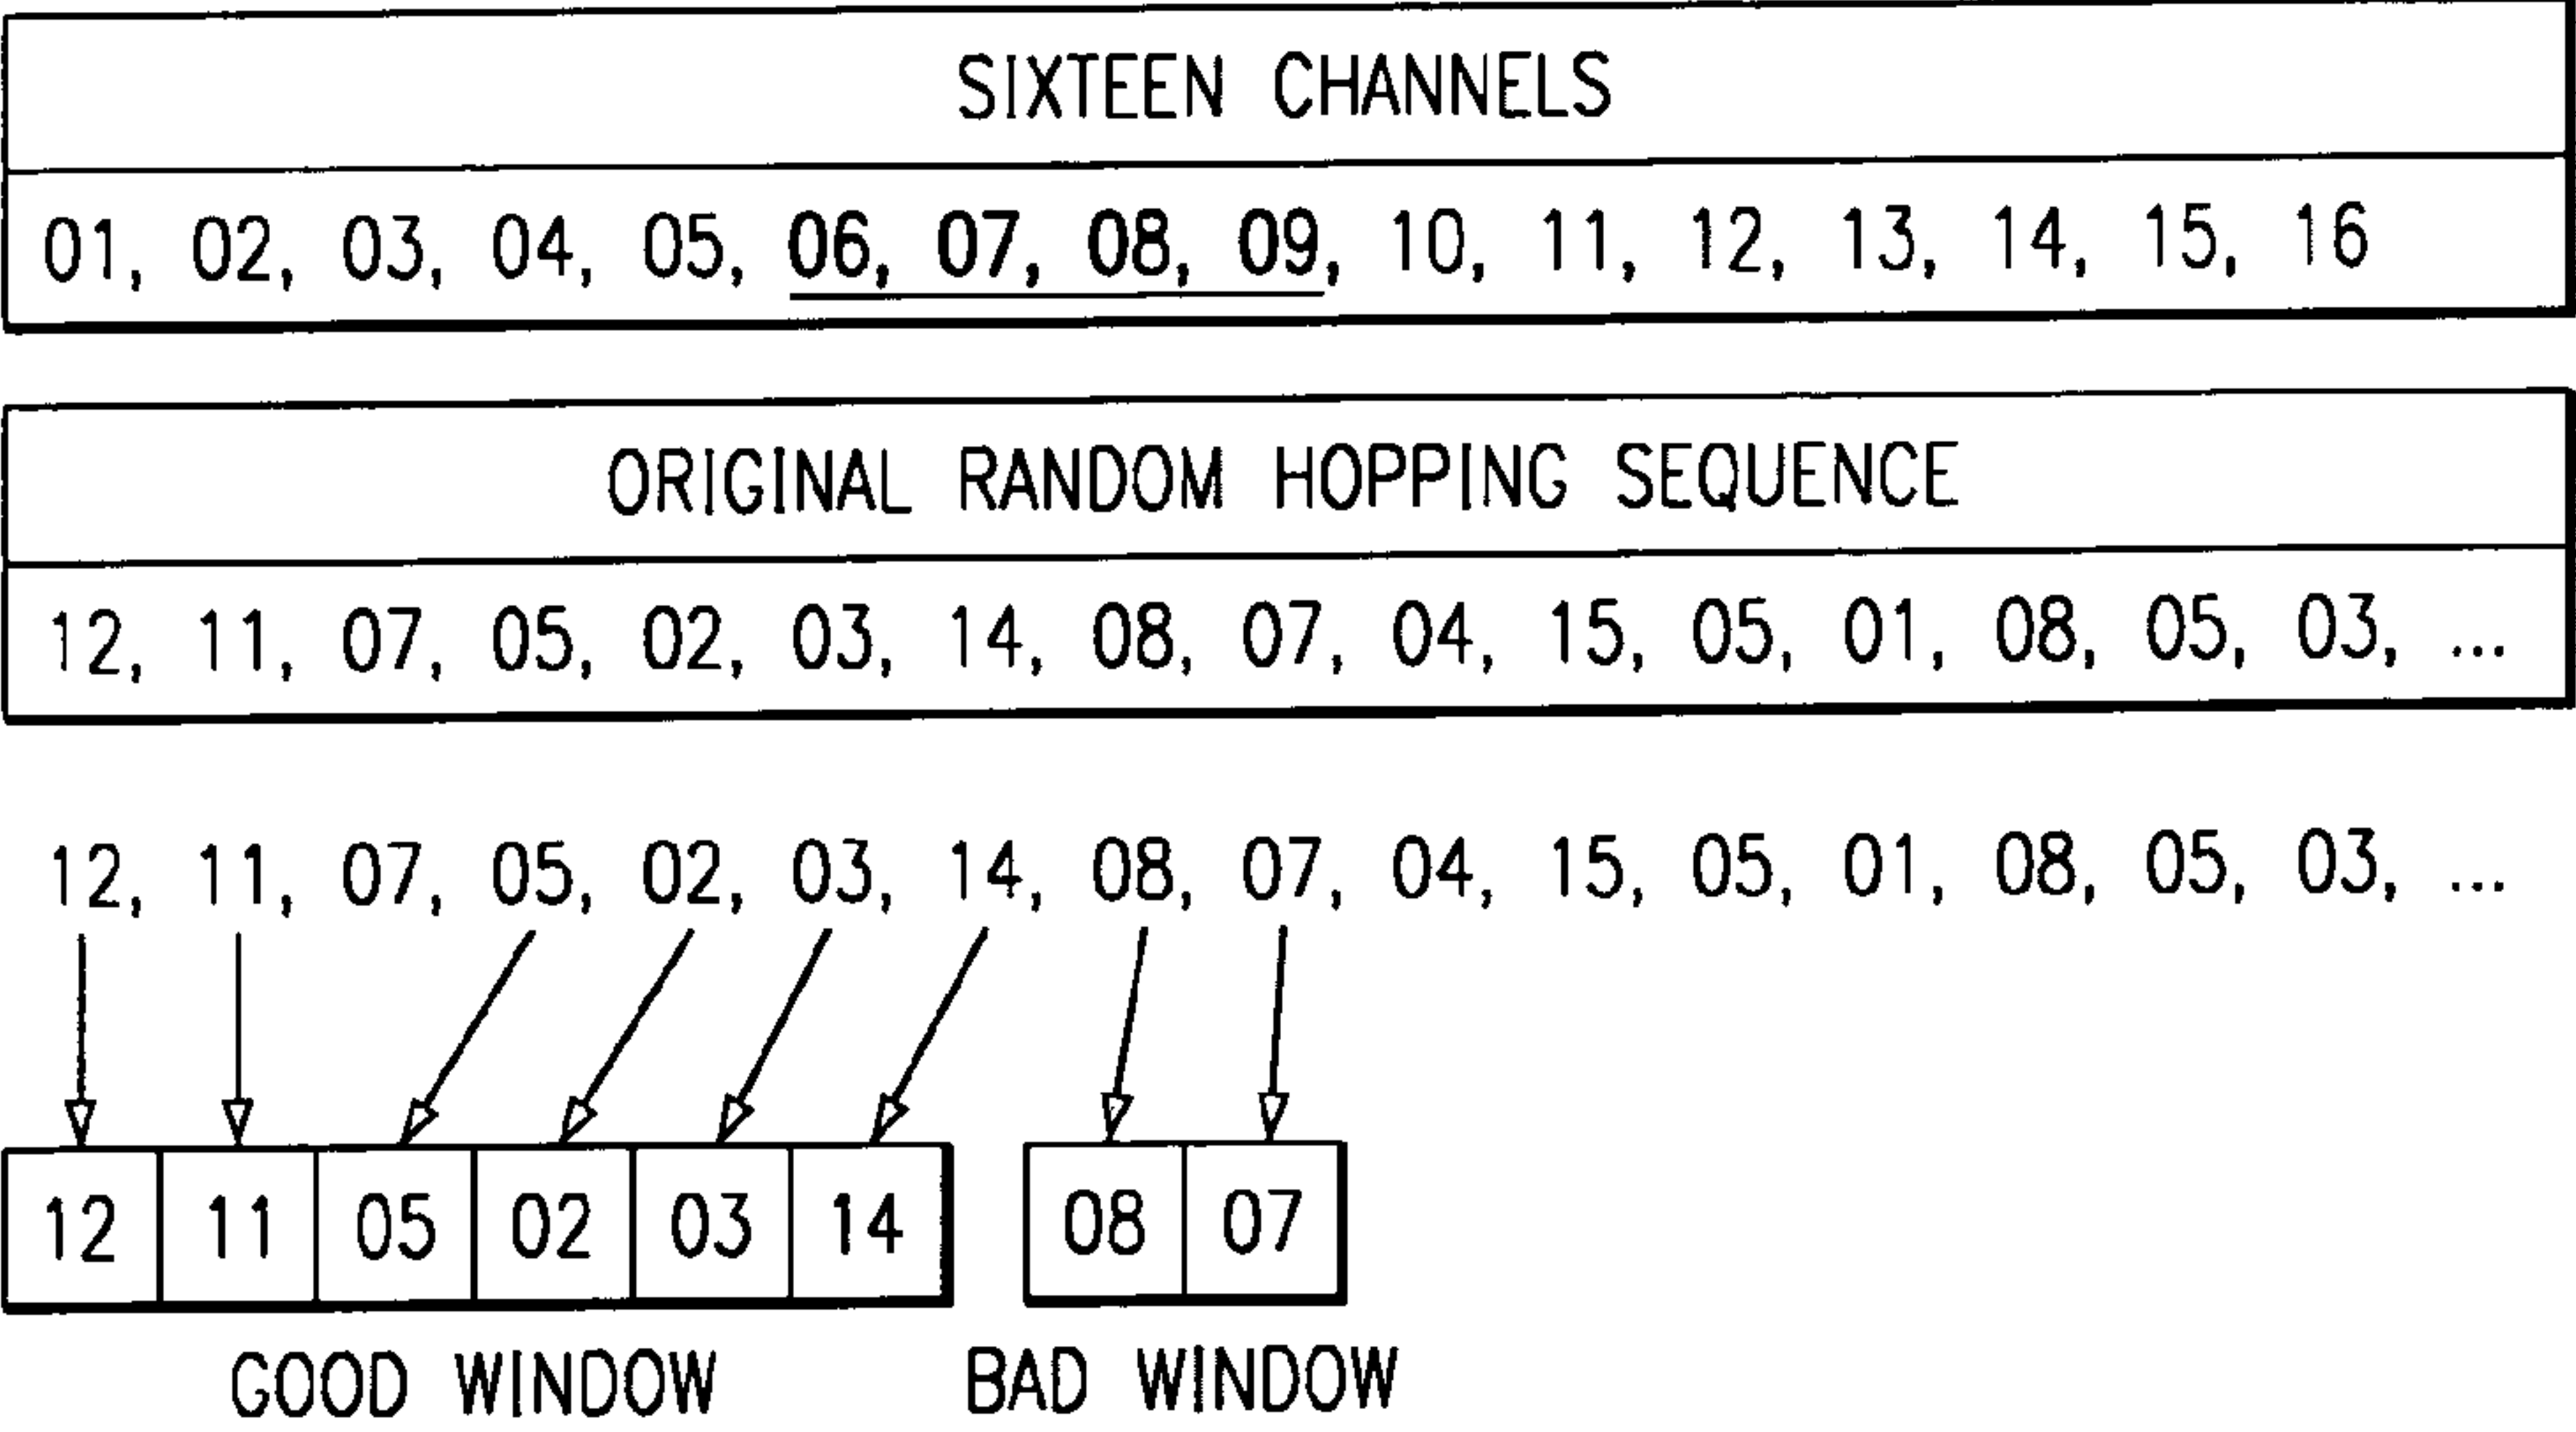 SIXTEEN CHANNELS
01, 02, 03, 04, 05, 06, 07, 08, 09, 10, 11, 12, 13, 14, 15, 16
ORIGINAL RANDOM HOPPING SEQUENCE
12, 11, 07, 05, 02, 03, 14, 08, 07, 04, 15, 05, 01, 08, 05, 03, ...
12, 11, 07, 05, 02, 03, 14, 08, 07, 04, 15, 05, 01, 08, 05, 03, ...
12 11 05 02 03 14 08 07
GOOD WINDOW BAD WINDOW